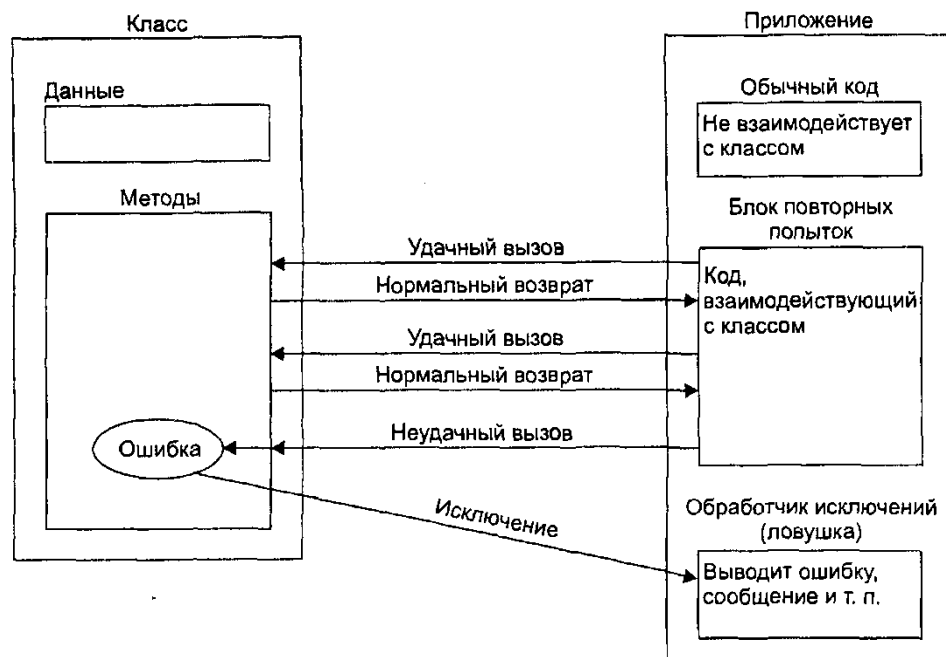 Класс
Приложение
Данные
Обычный код
Не взаимодействует
с классом
Методы
Блок повторных
попыток
Удачный вызов
Нормальный возврат
Код,
взаимодействующий
с классом
Удачный вызов
Нормальный возврат
Неудачный вызов
Ошибка
Исключение
Обработчик исключений
(ловушка)
Выводит ошибку,
сообщение и т. п.